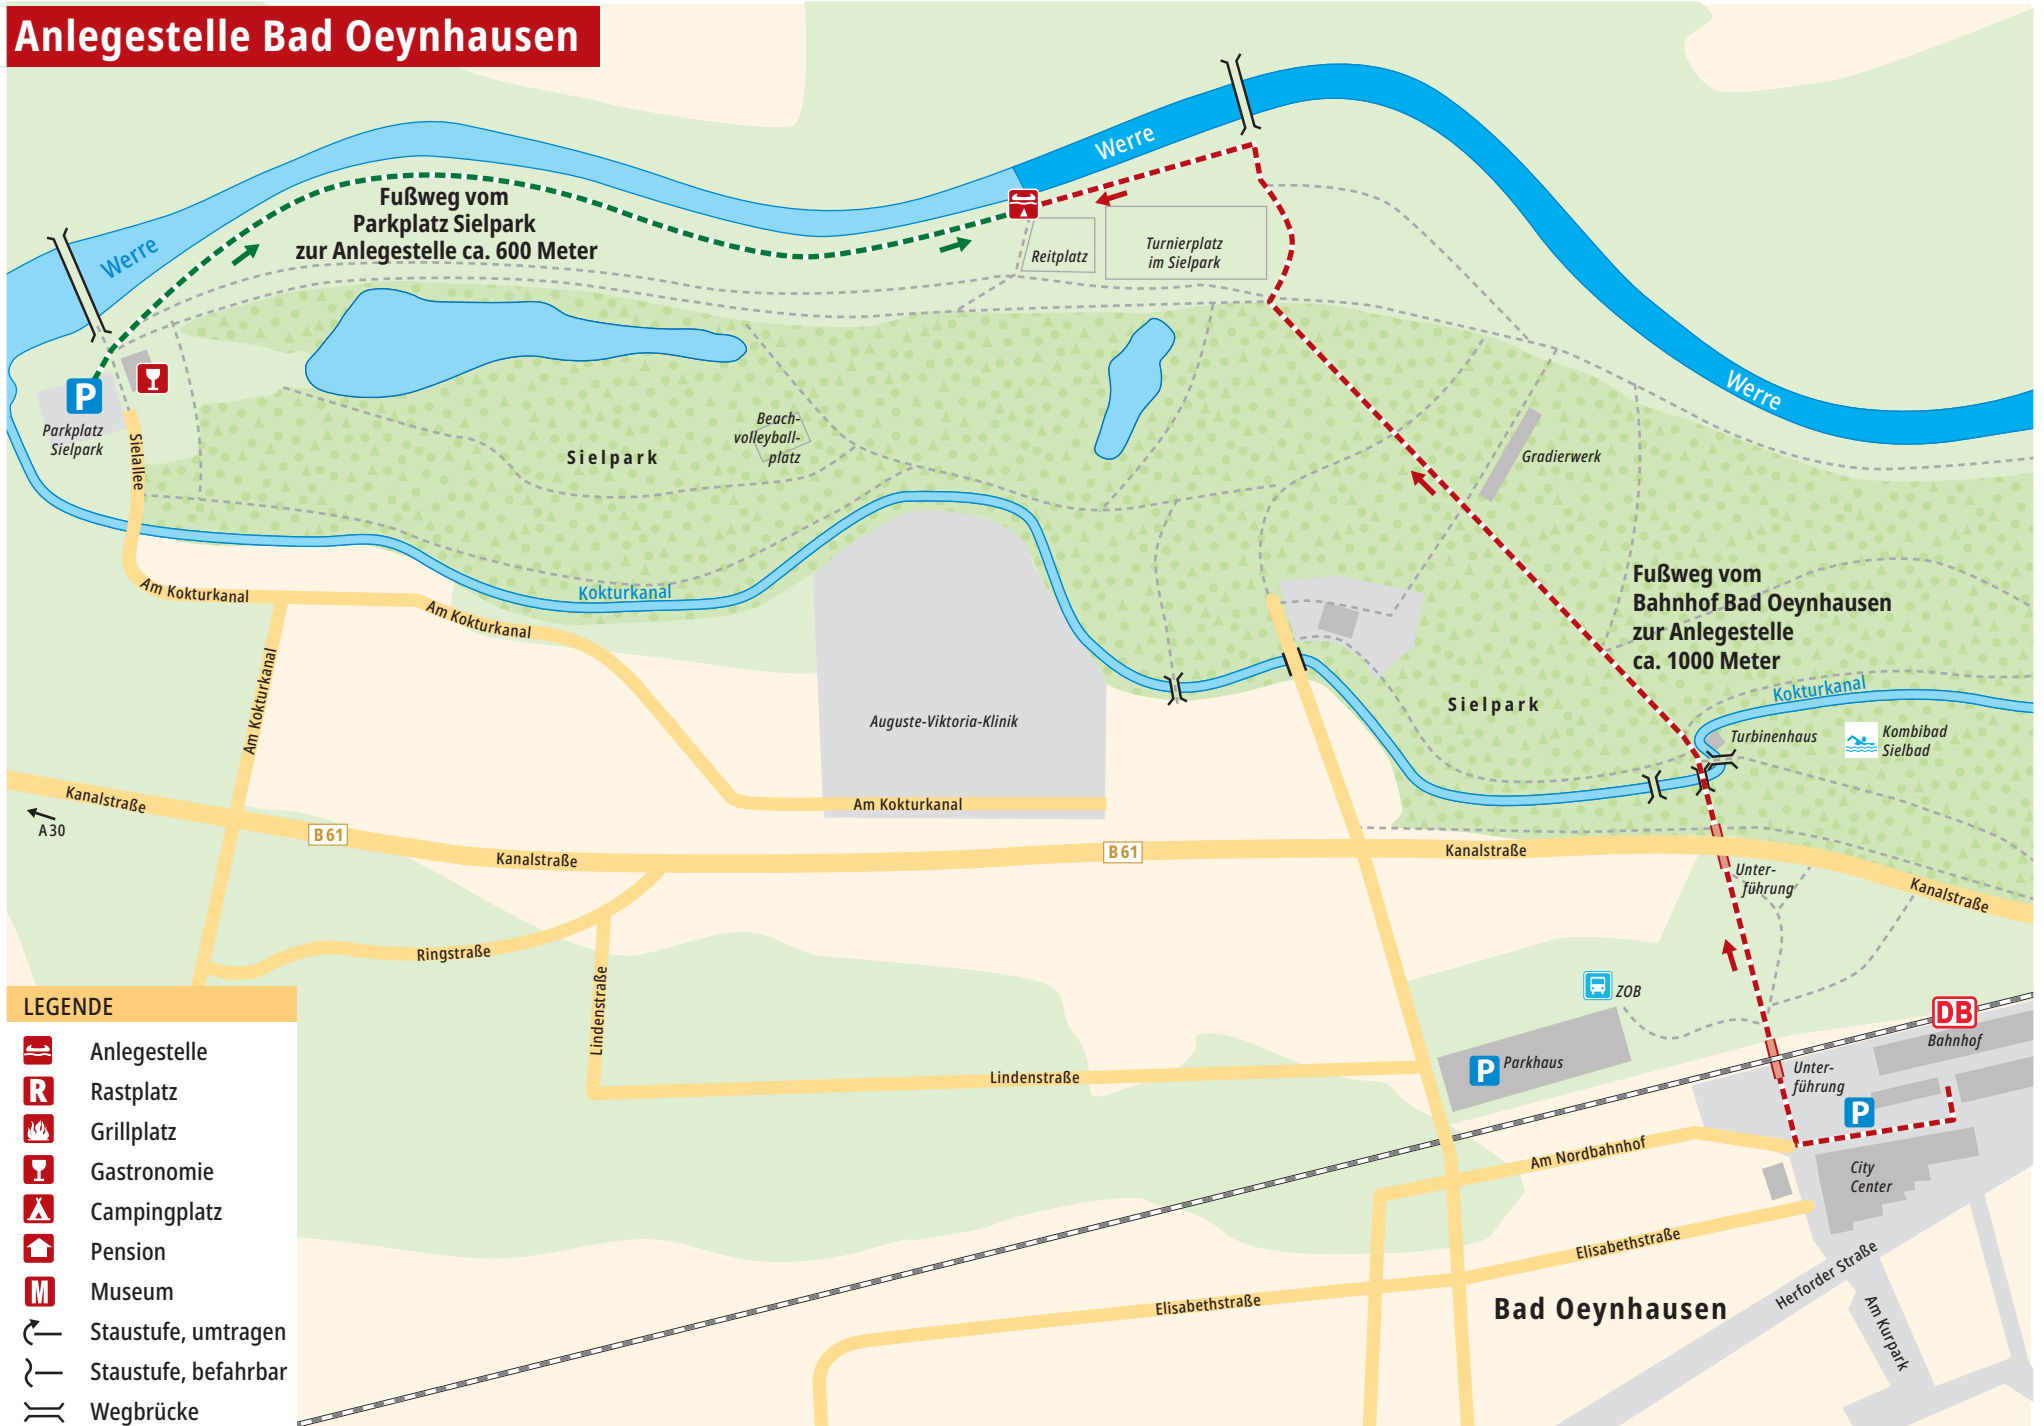 Anlegestelle Bad Oeynhausen
Werre
Werre
Werre
Fußweg vom
Parkplatz Sielpark
zur Anlegestelle ca. 600 Meter
Reitplatz
Turnierplatz
im Sielpark
P
Parkplatz
Sielpark
Sielallee
Sielpark
Beach-
volleyball-
platz
Gradierwerk
Fußweg vom
Bahnhof Bad Oeynhausen
zur Anlegestelle
ca. 1000 Meter
Am Kokturkanal
Am Kokturkanal
Am Kokturkanal
Kokturkanal
Kokturkanal
Sielpark
Turbinenhaus
Kombibad
Sielbad
Auguste-Viktoria-Klinik
Am Kokturkanal
Kanalstraße
A30
B 61
Kanalstraße
B 61
Kanalstraße
Kanalstraße
Unter-
führung
Ringstraße
Lindenstraße
Lindenstraße
ZOB
P
Parkhaus
DB
Bahnhof
Unter-
führung
P
City
Center
Am Nordbahnhof
Elisabethstraße
Elisabethstraße
Herforder Straße
Am Kurpark
Bad Oeynhausen
LEGENDE
Anlegestelle
R Rastplatz
Grillplatz
Gastronomie
Campingplatz
Pension
M Museum
Staustufe, umtragen
Staustufe, befahrbar
Wegbrücke